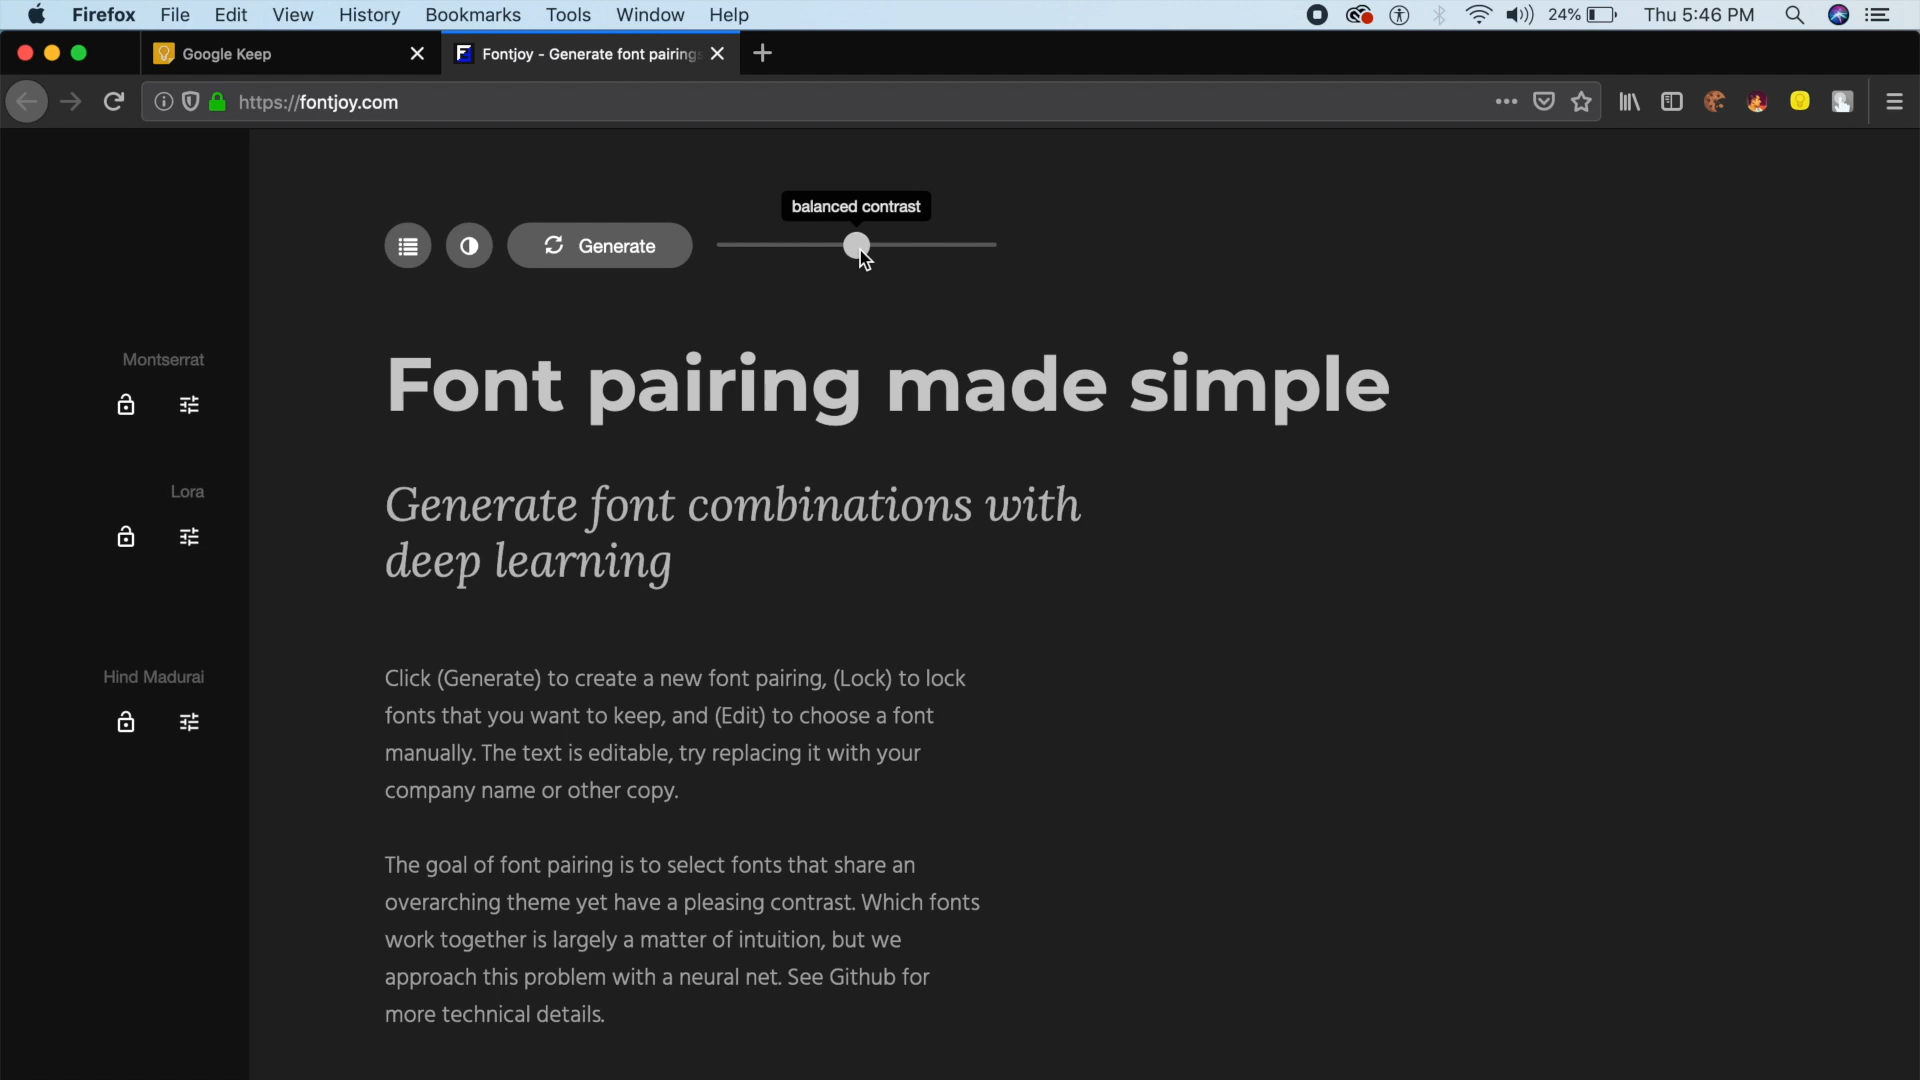 Firefox File Edit View History Bookmarks Tools Window Help 24% Thu 5:46 PM
Google Keep Fontjoy - Generate font pairings
https://fontjoy.com
balanced contrast
Generate
Montserrat
Font pairing made simple
Lora
Generate font combinations with
deep learning
Hind Madurai
Click (Generate) to create a new font pairing, (Lock) to lock
fonts that you want to keep, and (Edit) to choose a font
manually. The text is editable, try replacing it with your
company name or other copy.
The goal of font pairing is to select fonts that share an
overarching theme yet have a pleasing contrast. Which fonts
work together is largely a matter of intuition, but we
approach this problem with a neural net. See Github for
more technical details.